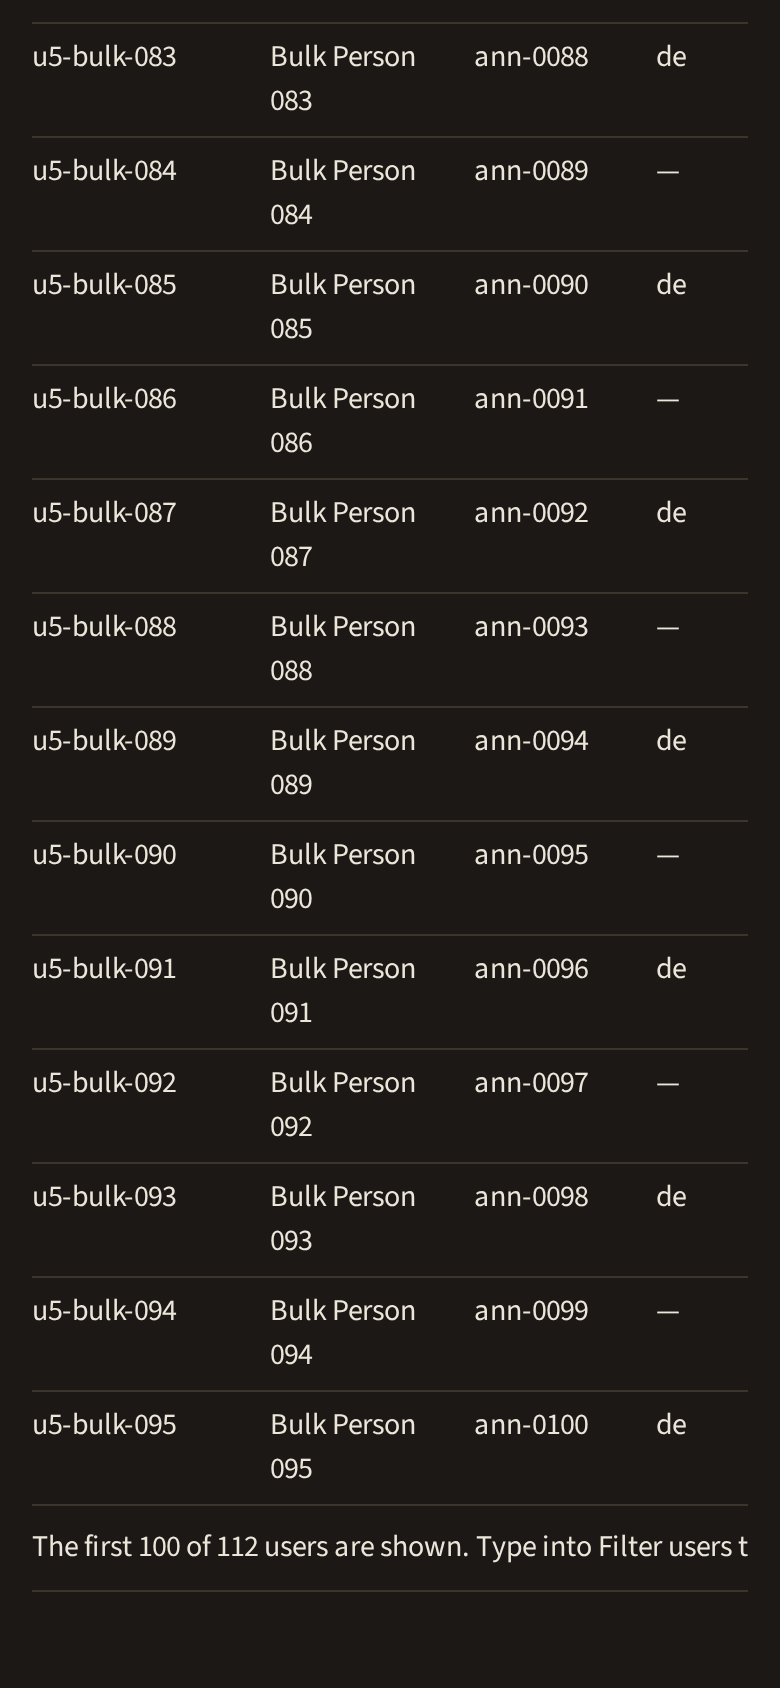 u5-bulk-083 Bulk Person ann-0088 de
083
u5-bulk-084 Bulk Person ann-0089 —
084
u5-bulk-085 Bulk Person ann-0090 de
085
u5-bulk-086 Bulk Person ann-0091 —
086
u5-bulk-087 Bulk Person ann-0092 de
087
u5-bulk-088 Bulk Person ann-0093 —
088
u5-bulk-089 Bulk Person ann-0094 de
089
u5-bulk-090 Bulk Person ann-0095 —
090
u5-bulk-091 Bulk Person ann-0096 de
091
u5-bulk-092 Bulk Person ann-0097 —
092
u5-bulk-093 Bulk Person ann-0098 de
093
u5-bulk-094 Bulk Person ann-0099 —
094
u5-bulk-095 Bulk Person ann-0100 de
095
The first 100 of 112 users are shown. Type into Filter users t